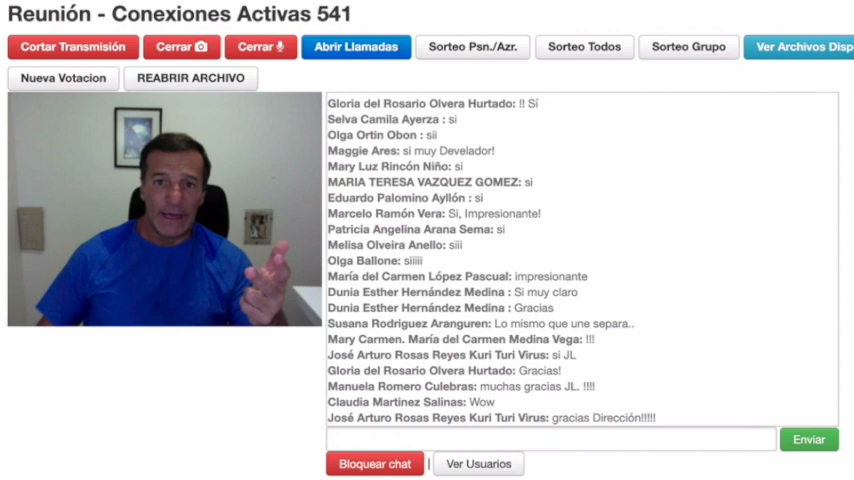 Reunión - Conexiones Activas 541
Cortar Transmisión Cerrar Cerrar Abrir Llamadas Sorteo Psn./Azr. Sorteo Todos Sorteo Grupo Ver Archivos Disp
Nueva Votacion REABRIR ARCHIVO
Gloria del Rosario Olvera Hurtado: !! Sí
Selva Camila Ayerza : si
Olga Ortin Obon : sii
Maggie Ares: si muy Develador!
Mary Luz Rincón Niño: si
MARIA TERESA VAZQUEZ GOMEZ: si
Eduardo Palomino Ayllón : si
Marcelo Ramón Vera: Si, Impresionante!
Patricia Angelina Arana Sema: si
Melisa Olveira Anello: siii
Olga Ballone: siiiii
María del Carmen López Pascual: impresionante
Dunia Esther Hernández Medina : Si muy claro
Dunia Esther Hernández Medina : Gracias
Susana Rodriguez Aranguren: Lo mismo que une separa..
Mary Carmen. María del Carmen Medina Vega: !!!
José Arturo Rosas Reyes Kuri Turi Virus: si JL
Gloria del Rosario Olvera Hurtado: Gracias!
Manuela Romero Culebras: muchas gracias JL. !!!!
Claudia Martinez Salinas: Wow
José Arturo Rosas Reyes Kuri Turi Virus: gracias Dirección!!!!!
Enviar
Bloquear chat | Ver Usuarios